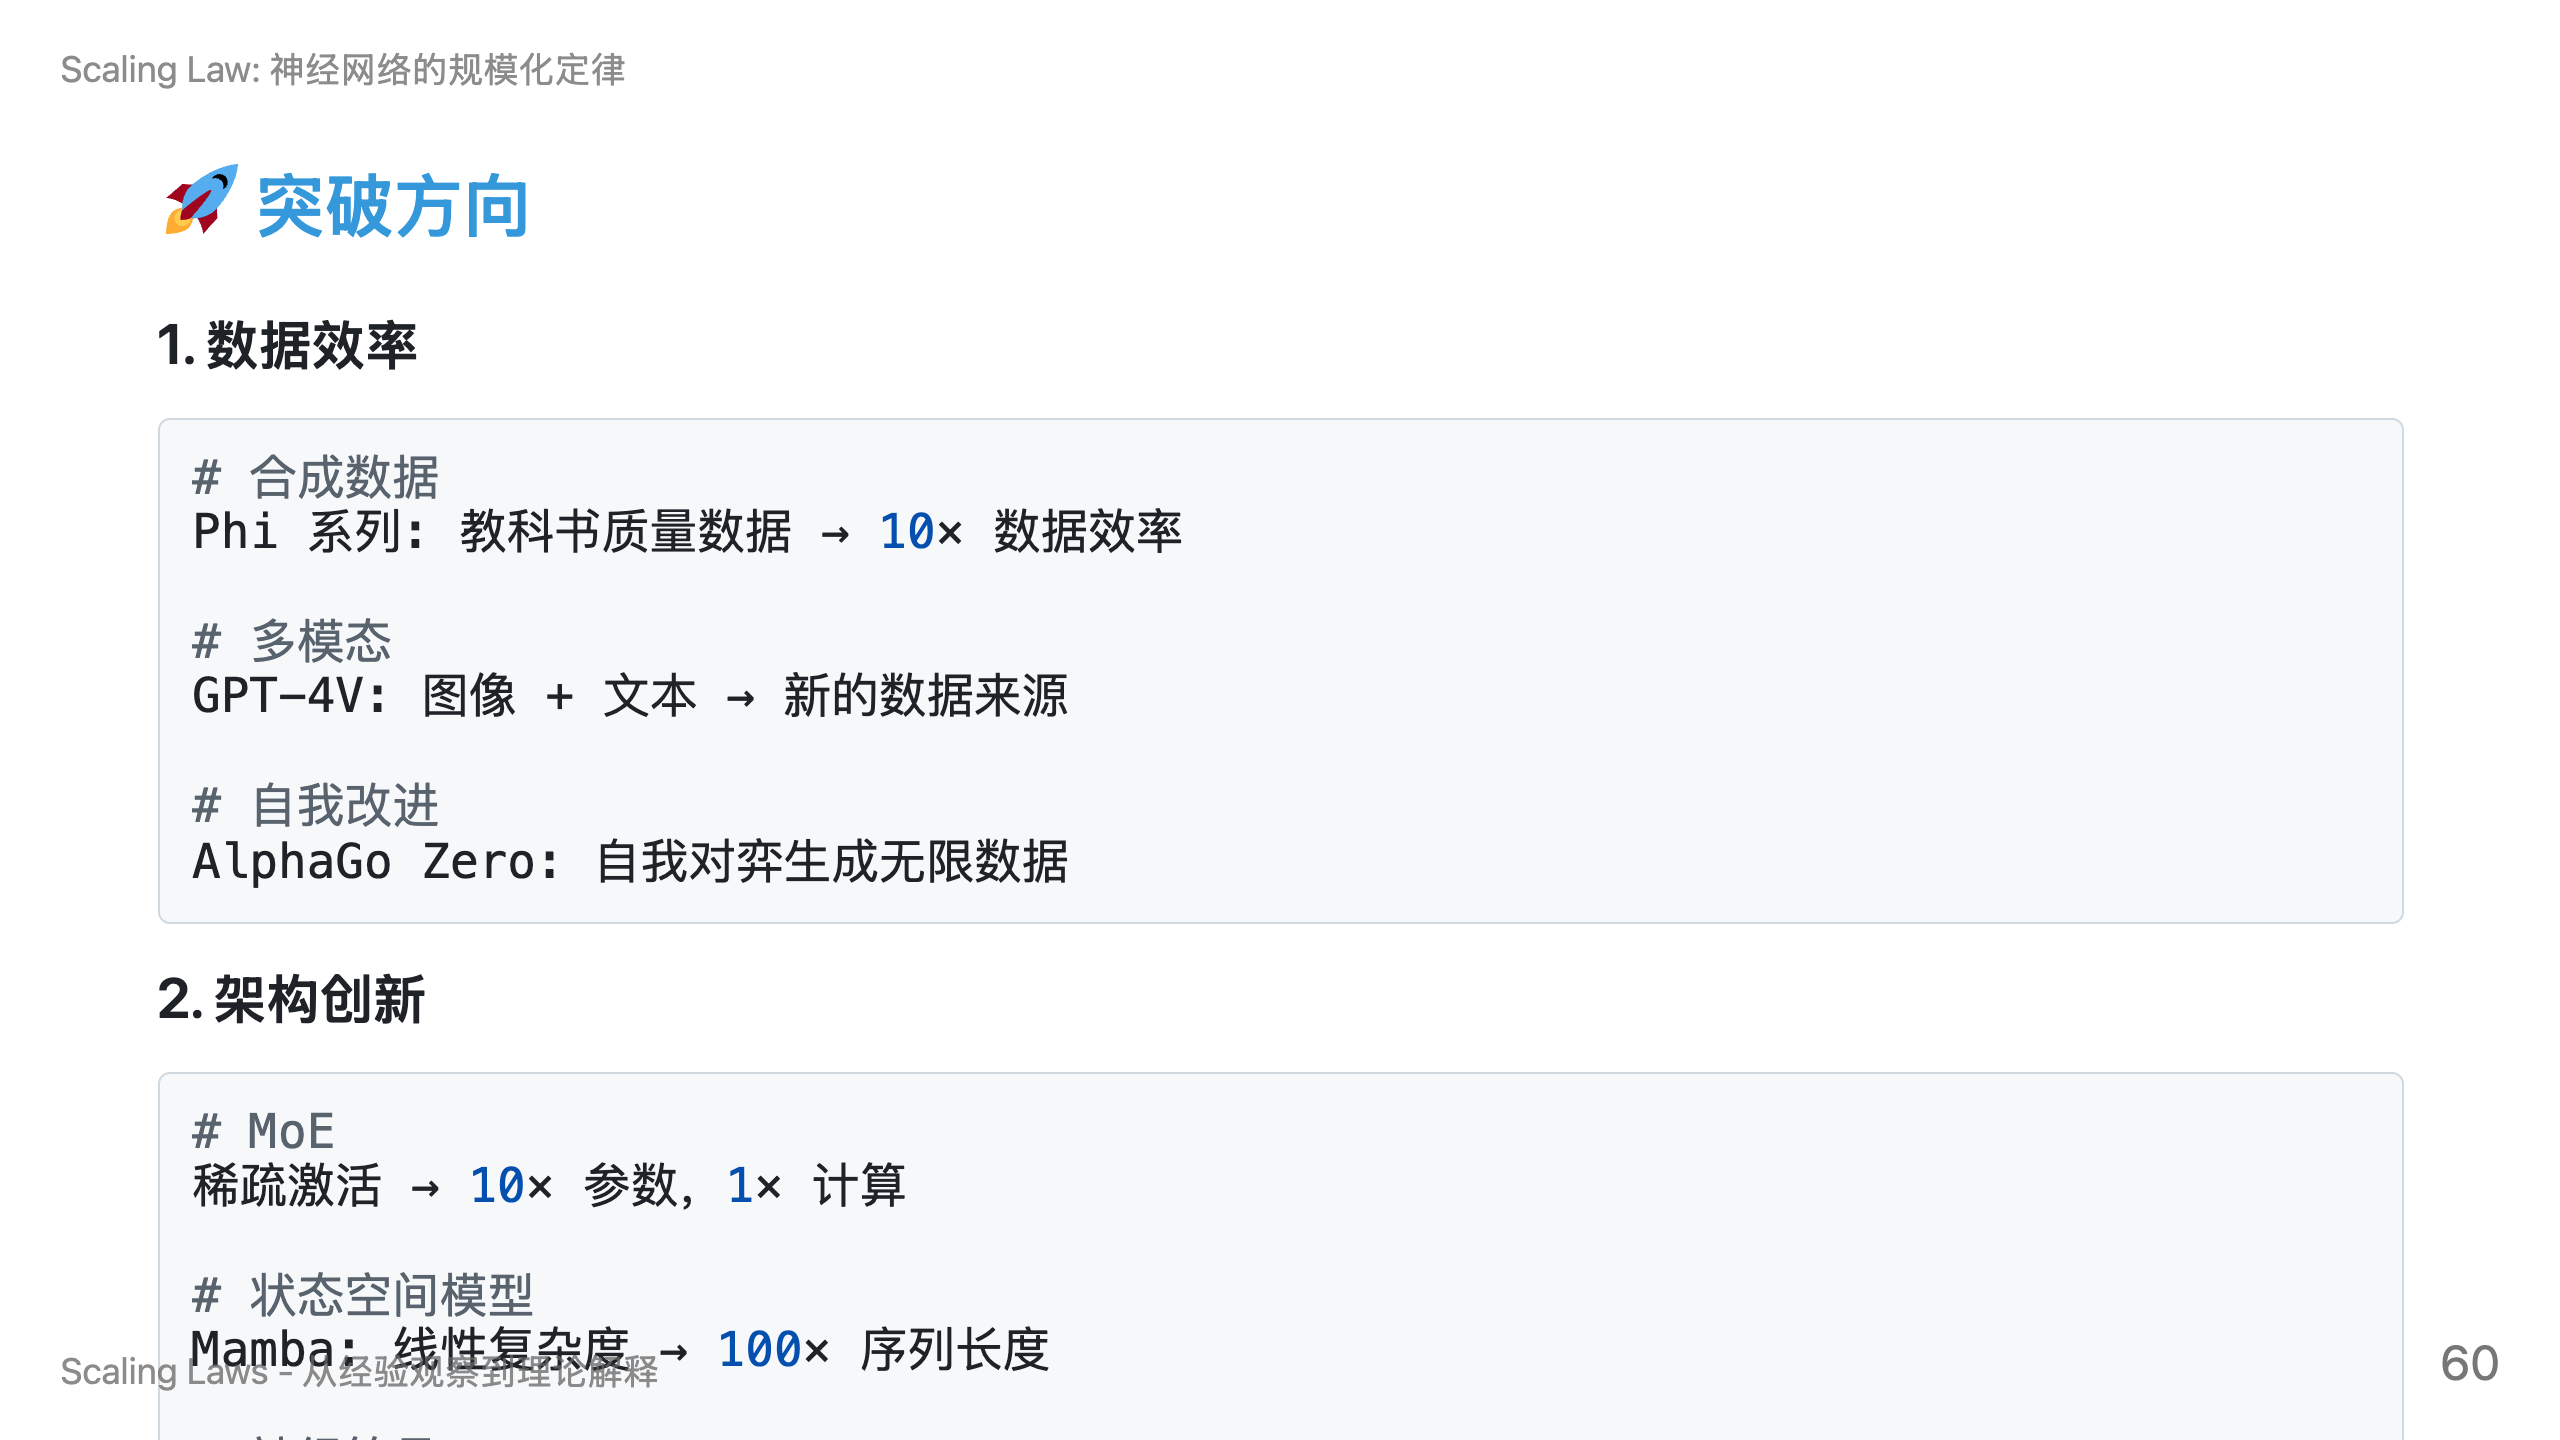 Scaling Law: 神经网络的规模化定律
🚀 突破方向
1. 数据效率
# 合成数据
Phi 系列: 教科书质量数据 → 10× 数据效率
# 多模态
GPT-4V: 图像 + 文本 → 新的数据来源
# 自我改进
AlphaGo Zero: 自我对弈生成无限数据
2. 架构创新
# MoE
稀疏激活 → 10× 参数, 1× 计算
# 状态空间模型
Mamba: 线性复杂度 → 100× 序列长度
Scaling Laws - 从经验观察到理论解释
60